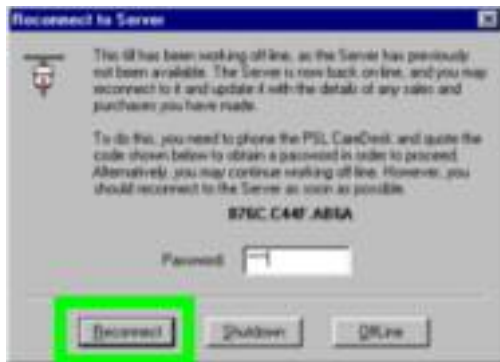 Reconnect to Server
This till has been working off line, as the Server has previously
not been available. The Server is now back on-line, and you may
reconnect to it and update it with the details of any sales and
purchases you have made.
To do this, you need to phone the PSL CareDesk and quote the
code shown below to obtain a password in order to proceed.
Alternatively, you may continue working off line. However, you
should reconnect to the Server as soon as possible.
876C.C44F.AB6A
Password:
Reconnect
Shutdown
OffLine